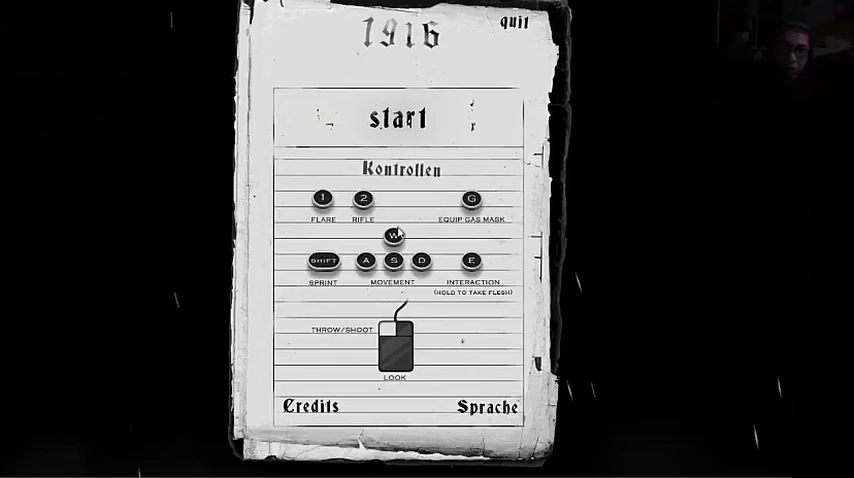 1916
quit
start
Kontrollen
1 2 G
FLARE RIFLE EQUIP GAS MASK
W
SHIFT A S D E
SPRINT MOVEMENT INTERACTION
(HOLD TO TAKE FLESH)
THROW/SHOOT
LOOK
Credits Sprache